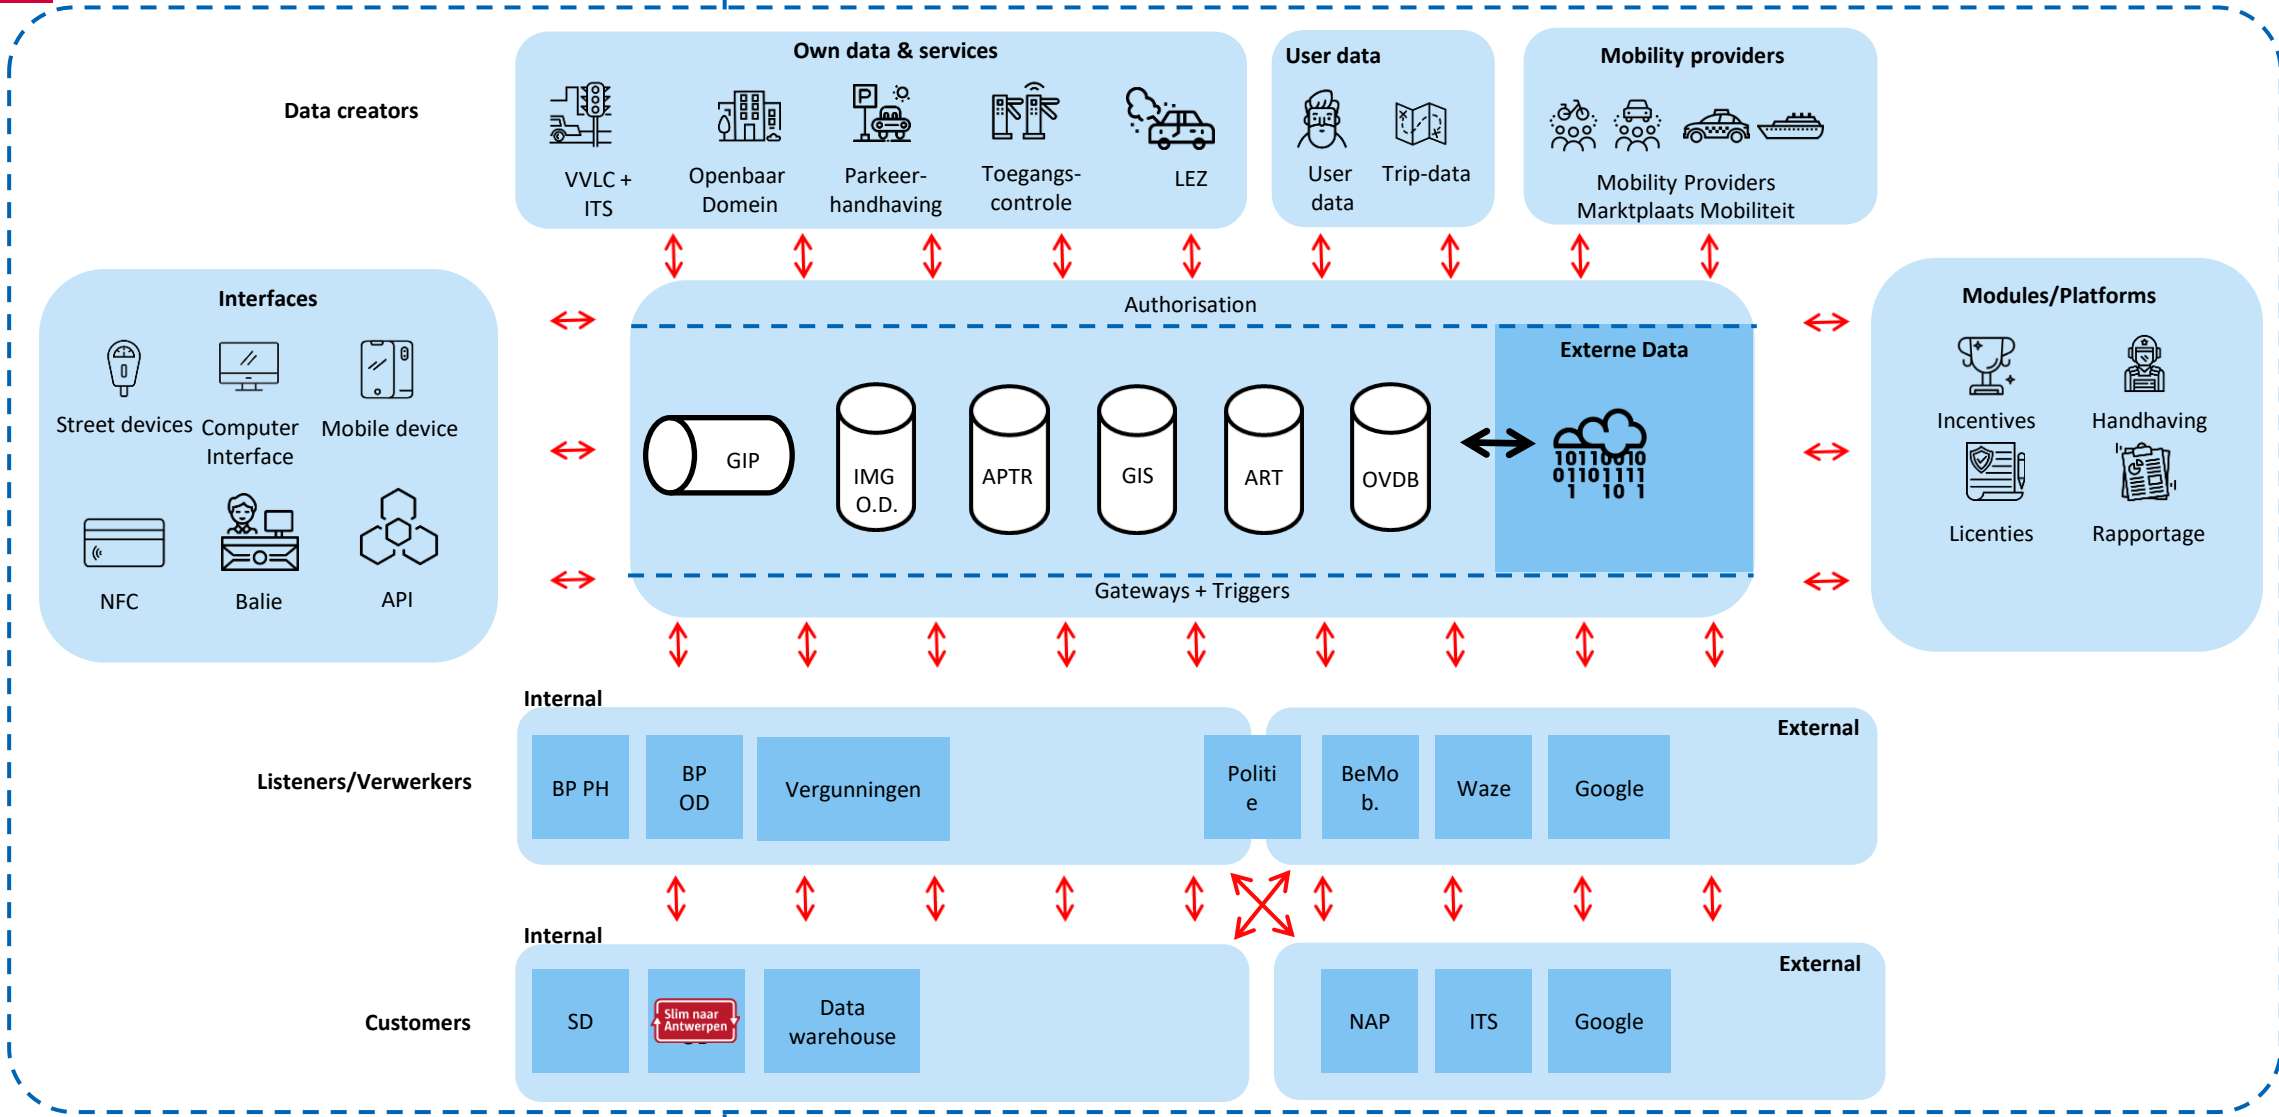 Own data & services
User data
Mobility providers
Data creators
P
VVLC +
ITS
Openbaar
Domein
Parkeer-
handhaving
Toegangs-
controle
LEZ
User
data
Trip-data
Mobility Providers
Marktplaats Mobiliteit
Interfaces
Street devices
Computer
Interface
Mobile device
NFC
Balie
API
Authorisation
Externe Data
GIP
IMG
O.D.
APTR
GIS
ART
OVDB
10110010
01101111
1 10 1
Gateways + Triggers
Modules/Platforms
Incentives
Handhaving
Licenties
Rapportage
Internal
External
Listeners/Verwerkers
BP PH
BP
OD
Vergunningen
Politi
e
BeMo
b.
Waze
Google
Internal
External
Customers
SD
Slim naar
Antwerpen
Data
warehouse
NAP
ITS
Google